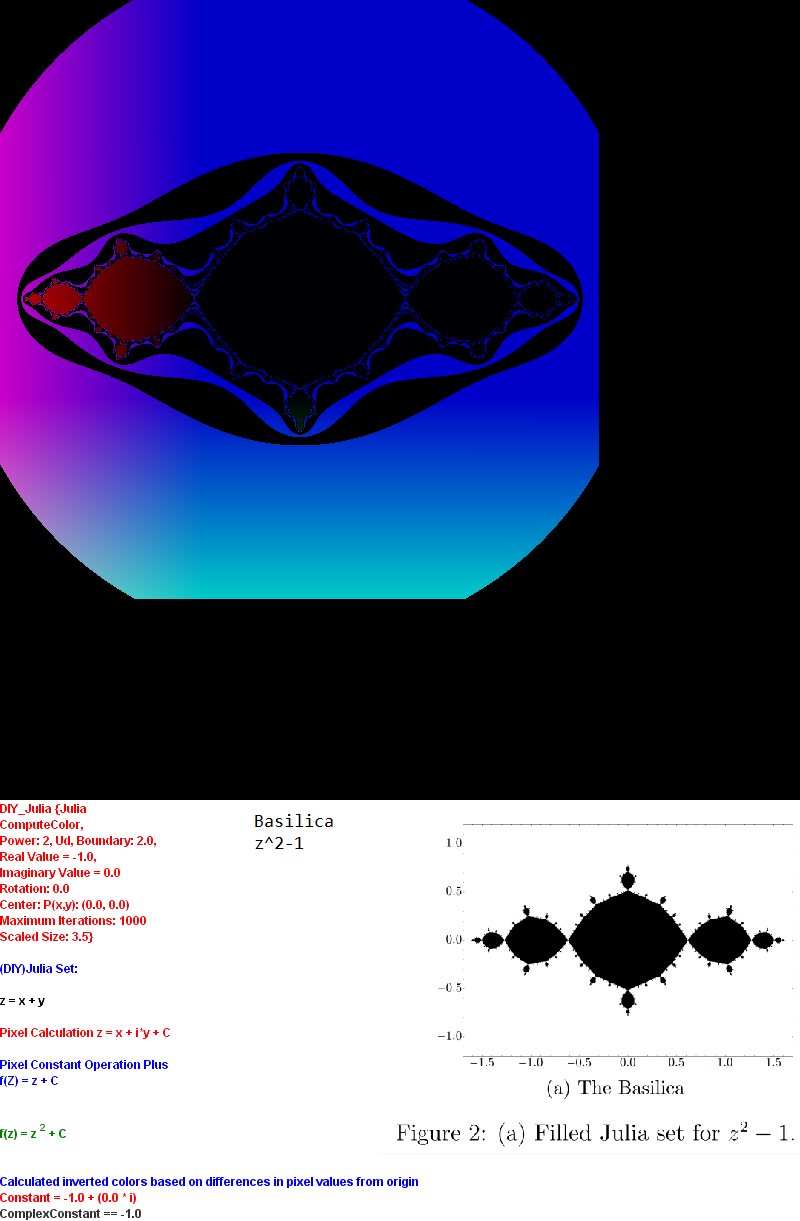 DIY_Julia {Julia
ComputeColor,
Power: 2, Ud, Boundary: 2.0,
Real Value = -1.0,
Imaginary Value = 0.0
Rotation: 0.0
Center: P(x,y): (0.0, 0.0)
Maximum Iterations: 1000
Scaled Size: 3.5}
(DIY)Julia Set:
z = x + y
Pixel Calculation z = x + i*y + C
Pixel Constant Operation Plus
f(Z) = z + C
f(z) = z ² + C
Calculated inverted colors based on differences in pixel values from origin
Constant = -1.0 + (0.0 * i)
ComplexConstant == -1.0
Basilica
z^2-1
1.0
0.5
0.0
−0.5
−1.0
−1.5 −1.0 −0.5 0.0 0.5 1.0 1.5
(a) The Basilica
Figure 2: (a) Filled Julia set for z² − 1.